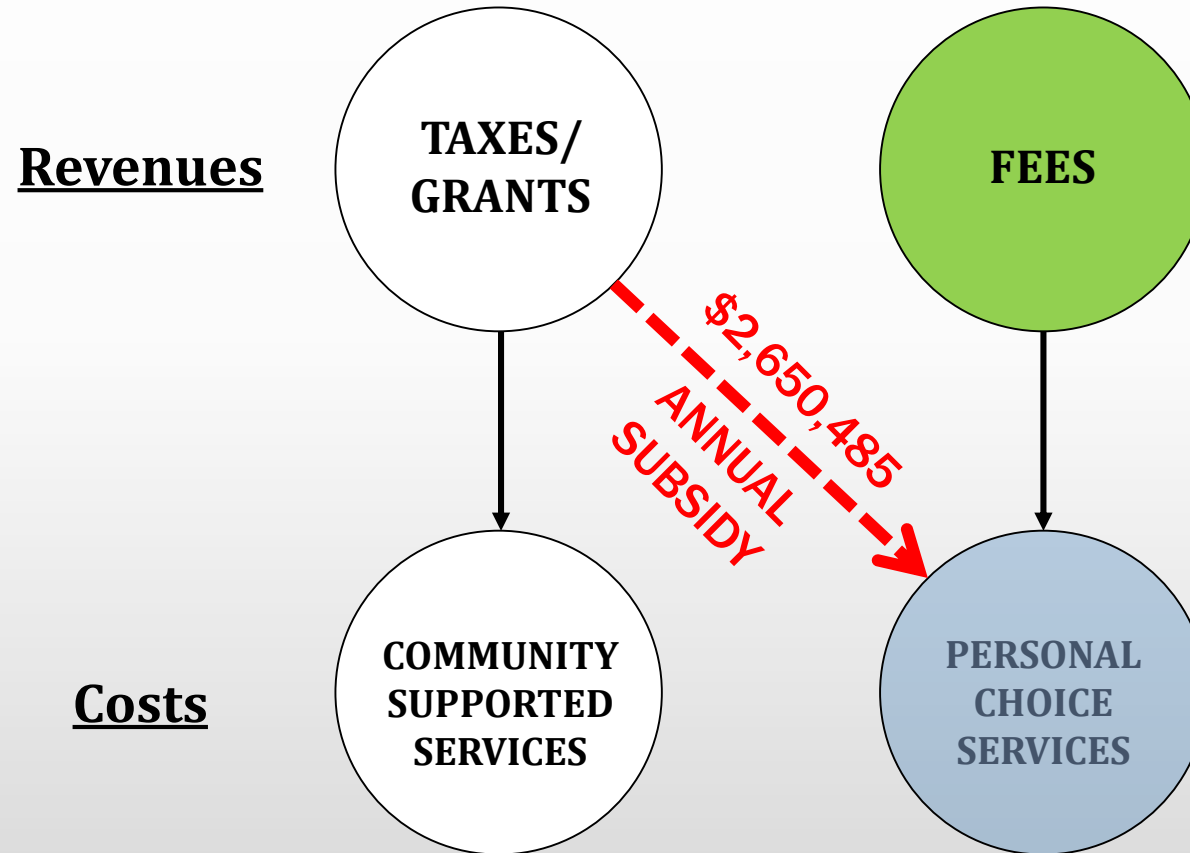 Revenues
TAXES/
GRANTS
FEES
$2,650,485
ANNUAL
SUBSIDY
Costs
COMMUNITY
SUPPORTED
SERVICES
PERSONAL
CHOICE
SERVICES